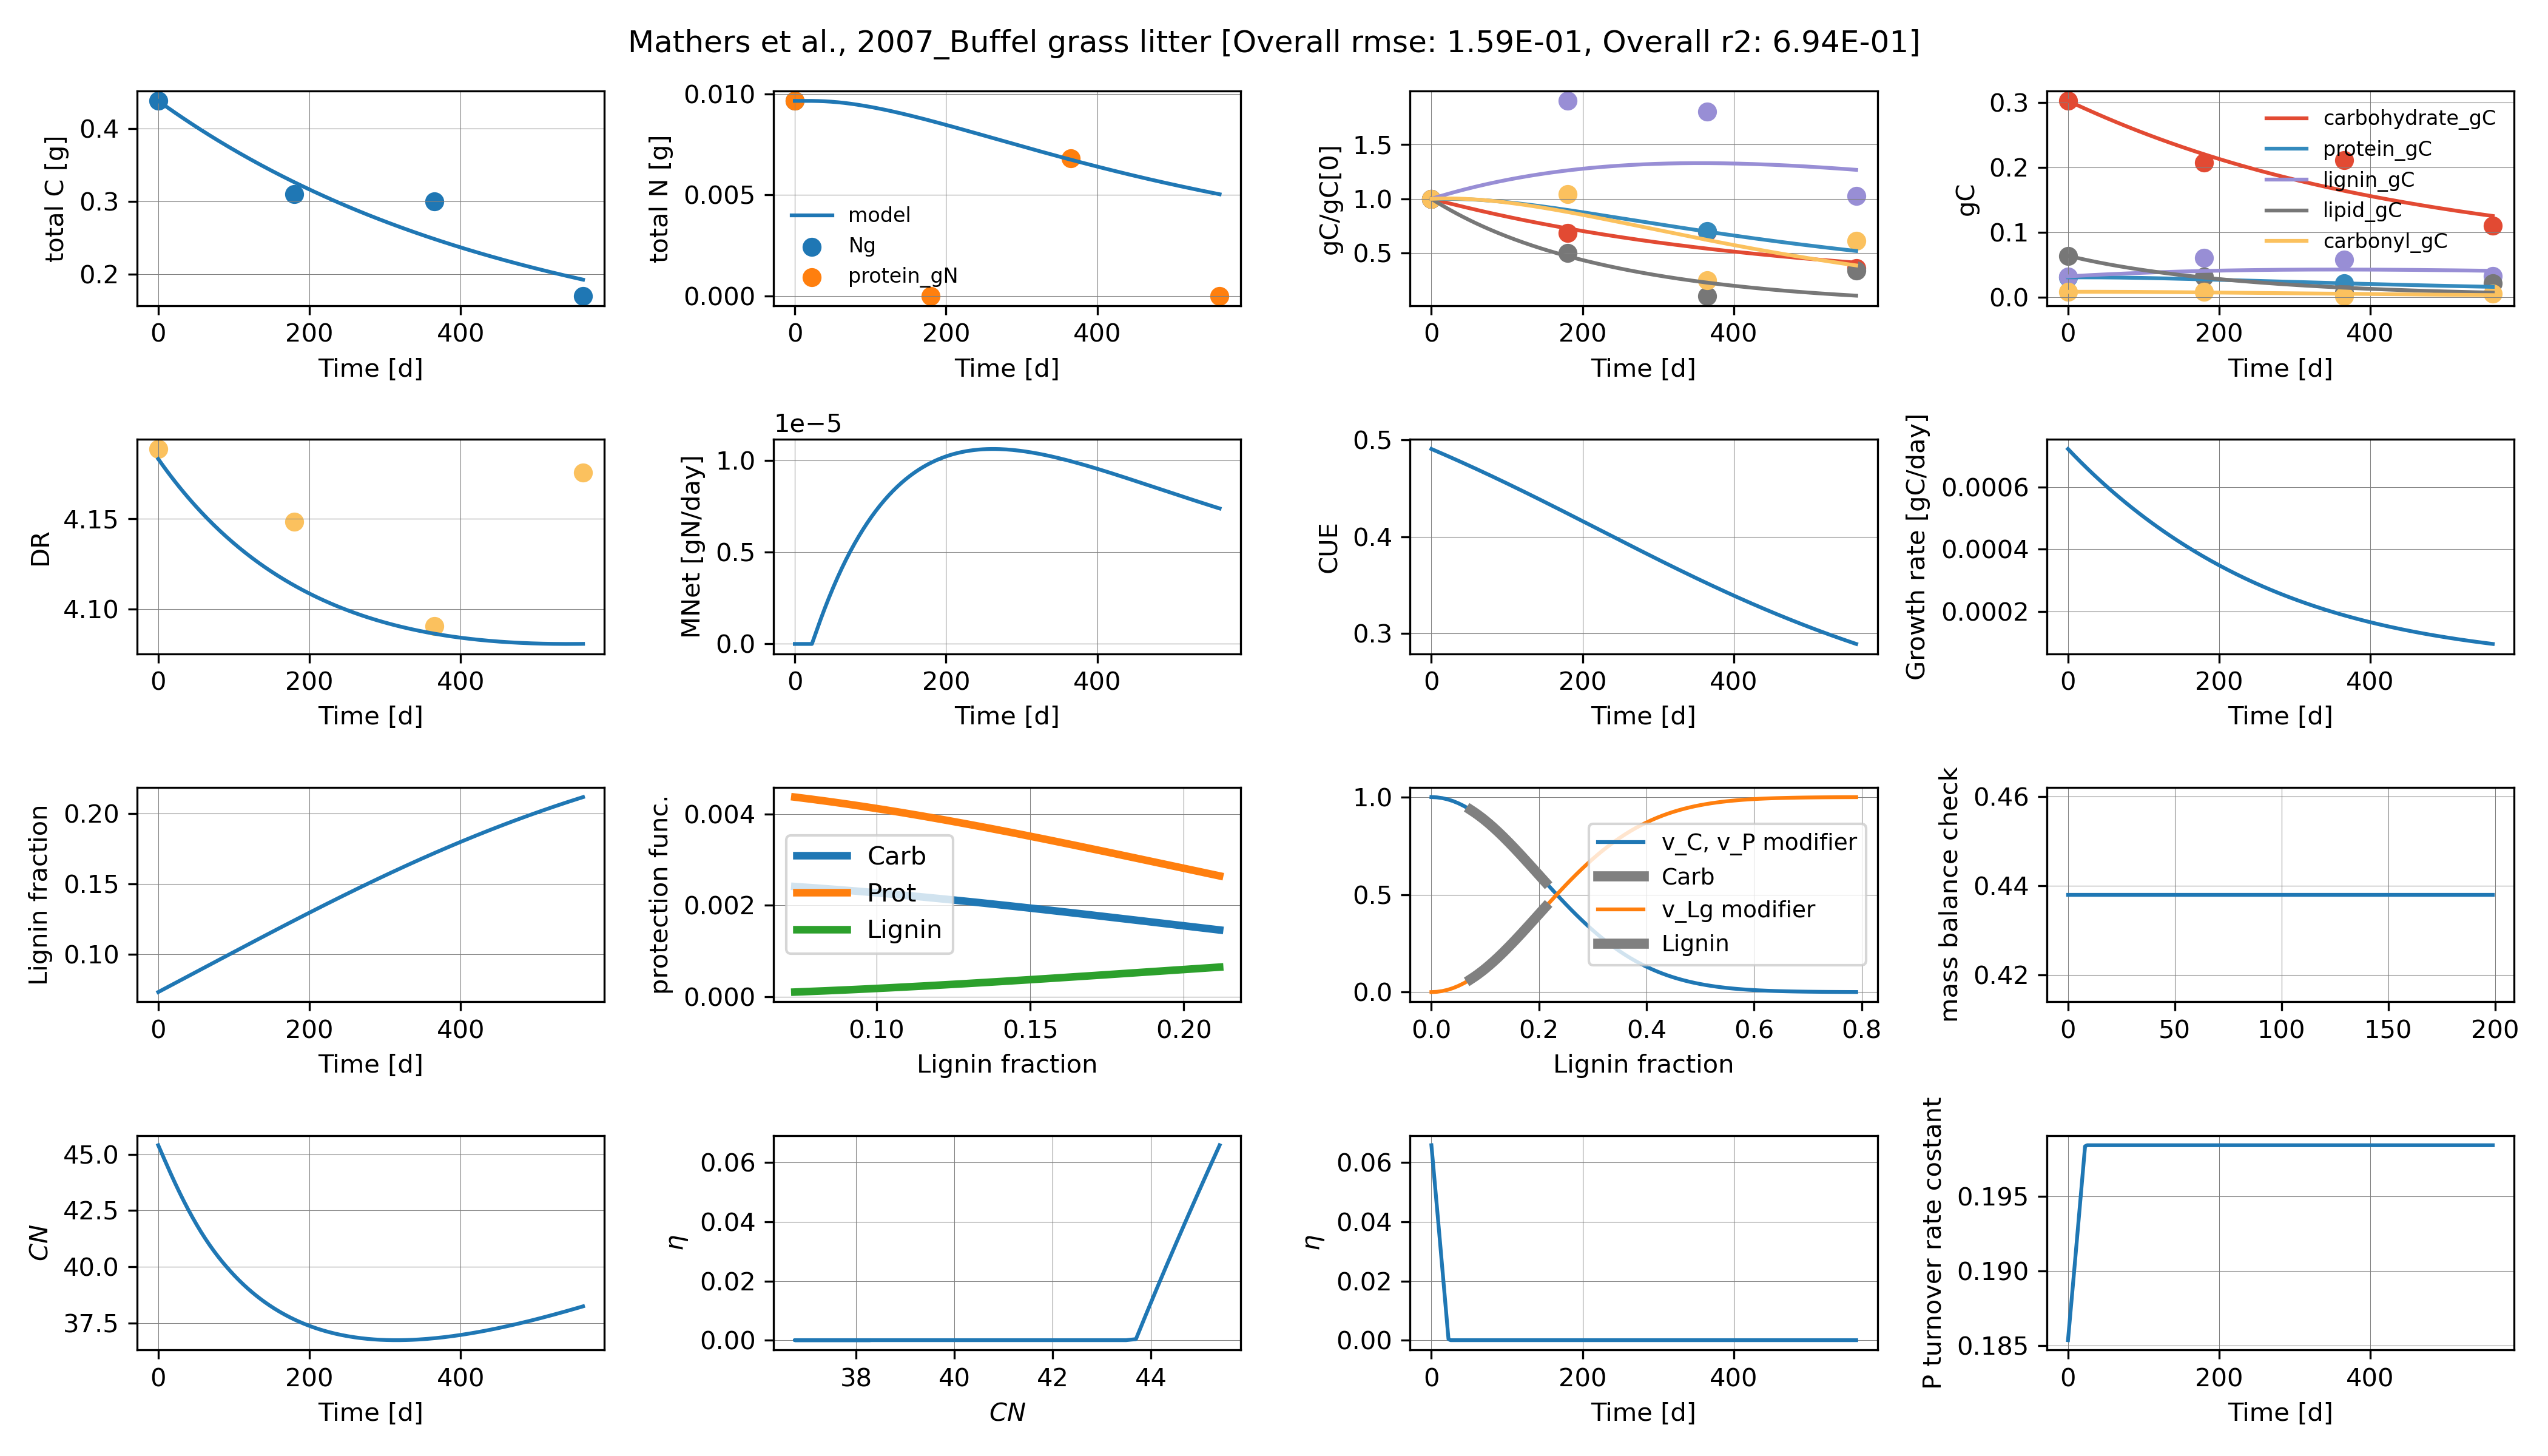 Mathers et al., 2007_Buffel grass litter [Overall rmse: 1.59E-01, Overall r2: 6.94E-01]
total C [g]
0.4
0.3
0.2
0 200 400
Time [d]
total N [g]
0.010
0.005
0.000
model
Ng
protein_gN
0 200 400
Time [d]
gC/gC[0]
1.5
1.0
0.5
0 200 400
Time [d]
gC
0.3
0.2
0.1
0.0
carbohydrate_gC
protein_gC
lignin_gC
lipid_gC
carbonyl_gC
0 200 400
Time [d]
DR
4.15
4.10
0 200 400
Time [d]
1e−5
MNet [gN/day]
1.0
0.5
0.0
0 200 400
Time [d]
CUE
0.5
0.4
0.3
0 200 400
Time [d]
Growth rate [gC/day]
0.0006
0.0004
0.0002
0 200 400
Time [d]
Lignin fraction
0.20
0.15
0.10
0 200 400
Time [d]
protection func.
0.004
0.002
0.000
Carb
Prot
Lignin
0.10 0.15 0.20
Lignin fraction
1.0
0.5
0.0
v_C, v_P modifier
Carb
v_Lg modifier
Lignin
0.0 0.2 0.4 0.6 0.8
Lignin fraction
mass balance check
0.46
0.44
0.42
0 50 100 150 200
CN
45.0
42.5
40.0
37.5
0 200 400
Time [d]
η
0.06
0.04
0.02
0.00
38 40 42 44
CN
η
0.06
0.04
0.02
0.00
0 200 400
Time [d]
P turnover rate costant
0.195
0.190
0.185
0 200 400
Time [d]